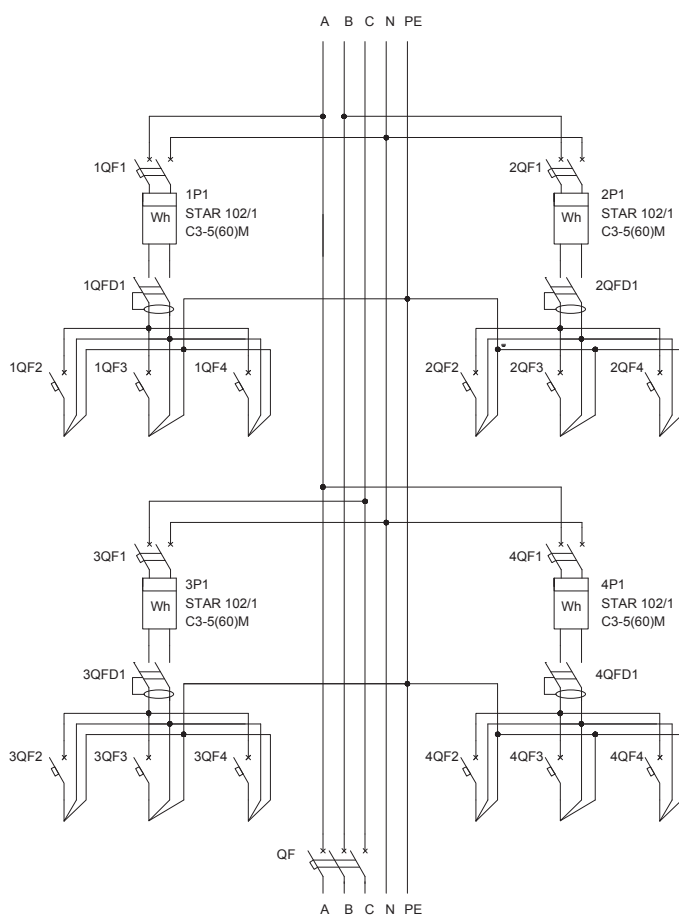 A B C N PE
1QF1
1P1
STAR 102/1
C3-5(60)M
Wh
2QF1
2P1
STAR 102/1
C3-5(60)M
Wh
1QFD1
2QFD1
1QF2 1QF3 1QF4
2QF2 2QF3 2QF4
3QF1
3P1
STAR 102/1
C3-5(60)M
Wh
4QF1
4P1
STAR 102/1
C3-5(60)M
Wh
3QFD1
4QFD1
3QF2 3QF3 3QF4
4QF2 4QF3 4QF4
QF
A B C N PE